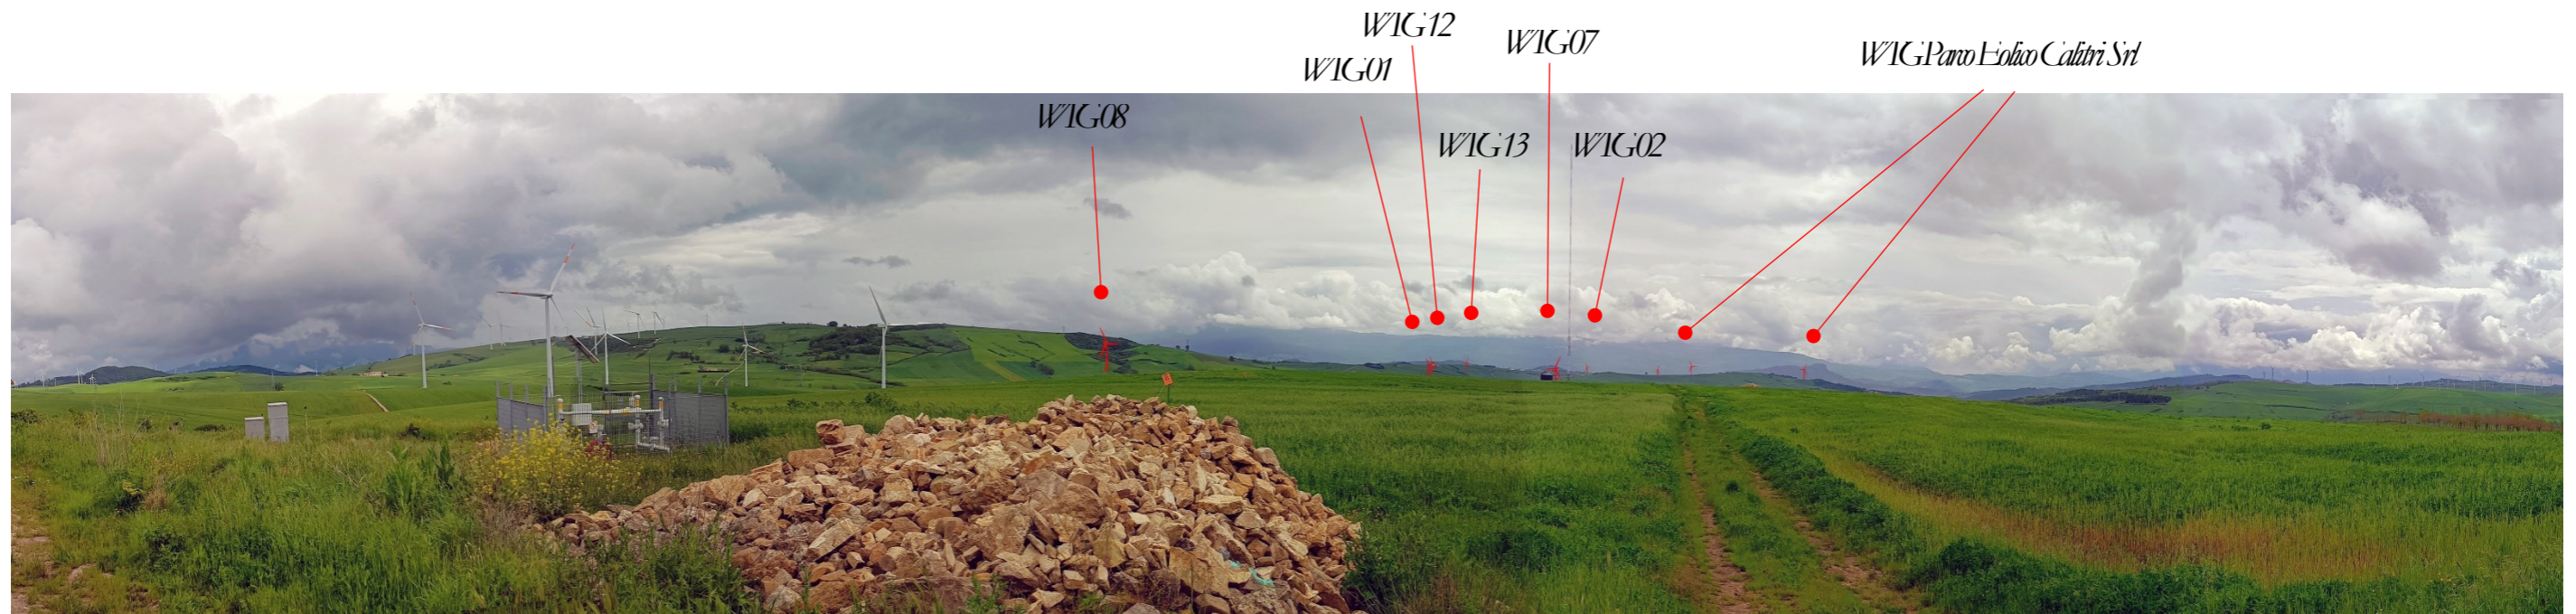 WTG12
WTG07
WTG Parco Eolico Calitri Srl
WTG01
WTG08
WTG13
WTG02